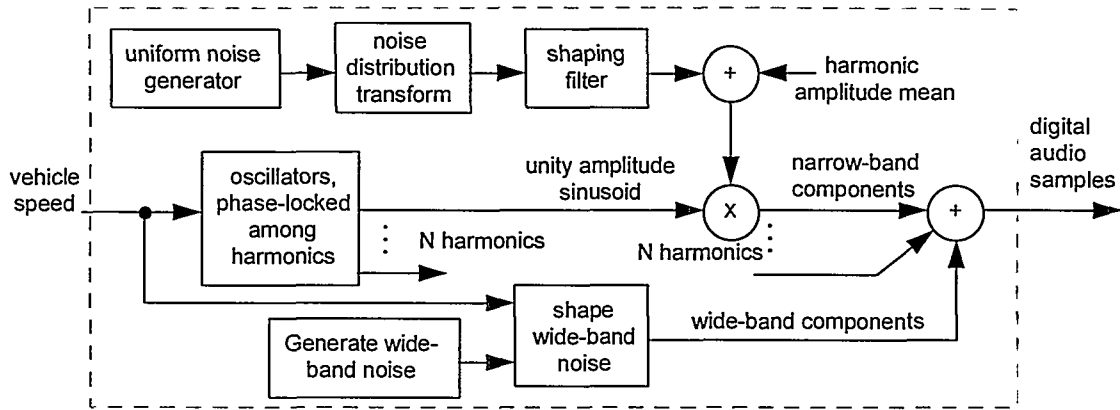 uniform noise
generator
noise
distribution
transform
shaping
filter
+
harmonic
amplitude mean
vehicle
speed
oscillators,
phase-locked
among
harmonics
unity amplitude
sinusoid
N harmonics
X
narrow-band
components
N harmonics
+
digital
audio
samples
Generate wide-
band noise
shape
wide-band
noise
wide-band components